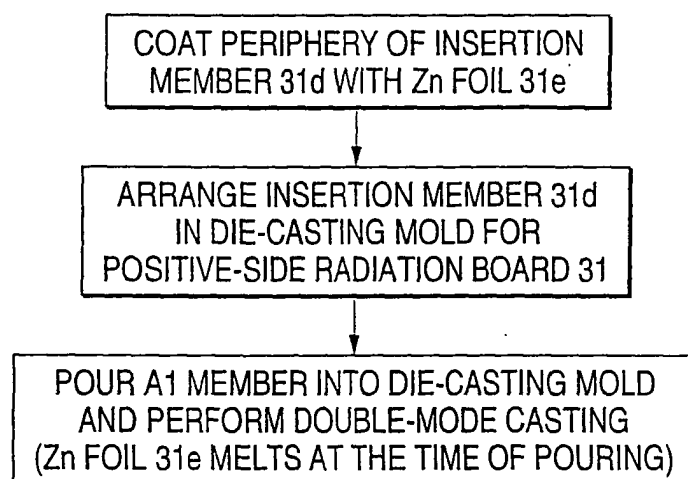 COAT PERIPHERY OF INSERTION
MEMBER 31d WITH Zn FOIL 31e
ARRANGE INSERTION MEMBER 31d
IN DIE-CASTING MOLD FOR
POSITIVE-SIDE RADIATION BOARD 31
POUR A1 MEMBER INTO DIE-CASTING MOLD
AND PERFORM DOUBLE-MODE CASTING
(Zn FOIL 31e MELTS AT THE TIME OF POURING)